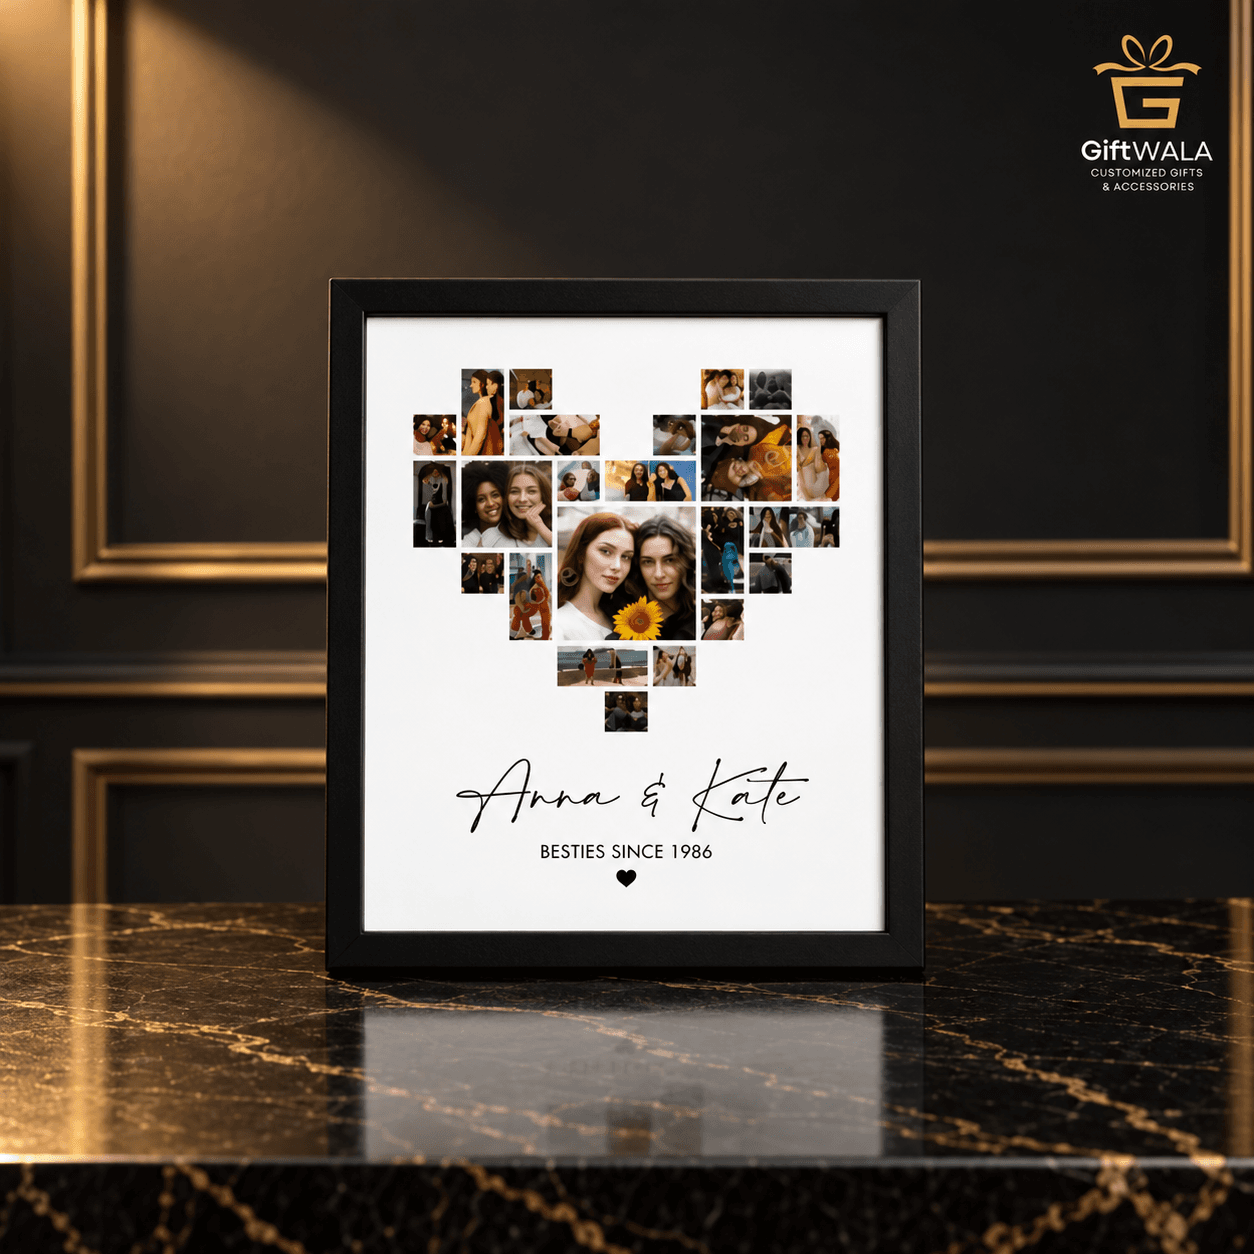 GiftWALA
CUSTOMIZED GIFTS
& ACCESSORIES
Anna & Kate
BESTIES SINCE 1986